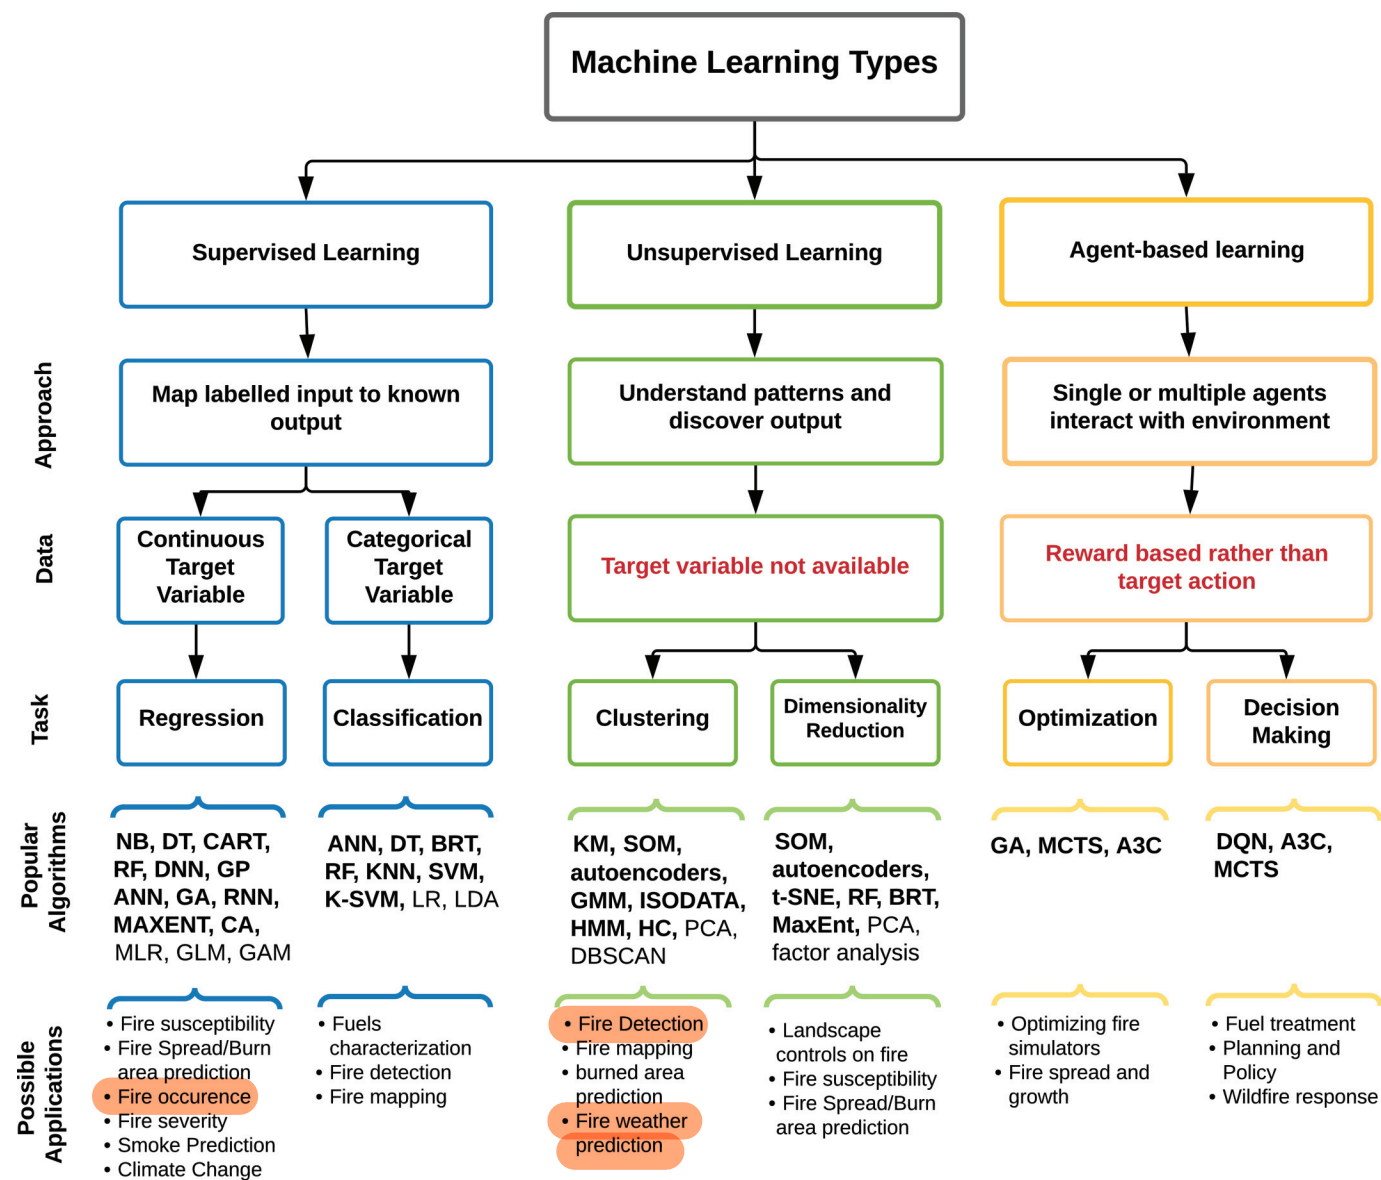 Machine Learning Types
Supervised Learning
Unsupervised Learning
Agent-based learning
Approach
Map labelled input to known
output
Understand patterns and
discover output
Single or multiple agents
interact with environment
Data
Continuous
Target
Variable
Categorical
Target
Variable
Target variable not available
Reward based rather than
target action
Task
Regression
Classification
Clustering
Dimensionality
Reduction
Optimization
Decision
Making
Popular
Algorithms
NB, DT, CART,
RF, DNN, GP
ANN, GA, RNN,
MAXENT, CA,
MLR, GLM, GAM
ANN, DT, BRT,
RF, KNN, SVM,
K-SVM, LR, LDA
KM, SOM,
autoencoders,
GMM, ISODATA,
HMM, HC, PCA,
DBSCAN
SOM,
autoencoders,
t-SNE, RF, BRT,
MaxEnt, PCA,
factor analysis
GA, MCTS, A3C
DQN, A3C,
MCTS
Possible
Applications
• Fire susceptibility
• Fire Spread/Burn
area prediction
• Fire occurence
• Fire severity
• Smoke Prediction
• Climate Change
• Fuels
characterization
• Fire detection
• Fire mapping
• Fire Detection
• Fire mapping
• burned area
prediction
• Fire weather
prediction
• Landscape
controls on fire
• Fire susceptibility
• Fire Spread/Burn
area prediction
• Optimizing fire
simulators
• Fire spread and
growth
• Fuel treatment
• Planning and
Policy
• Wildfire response